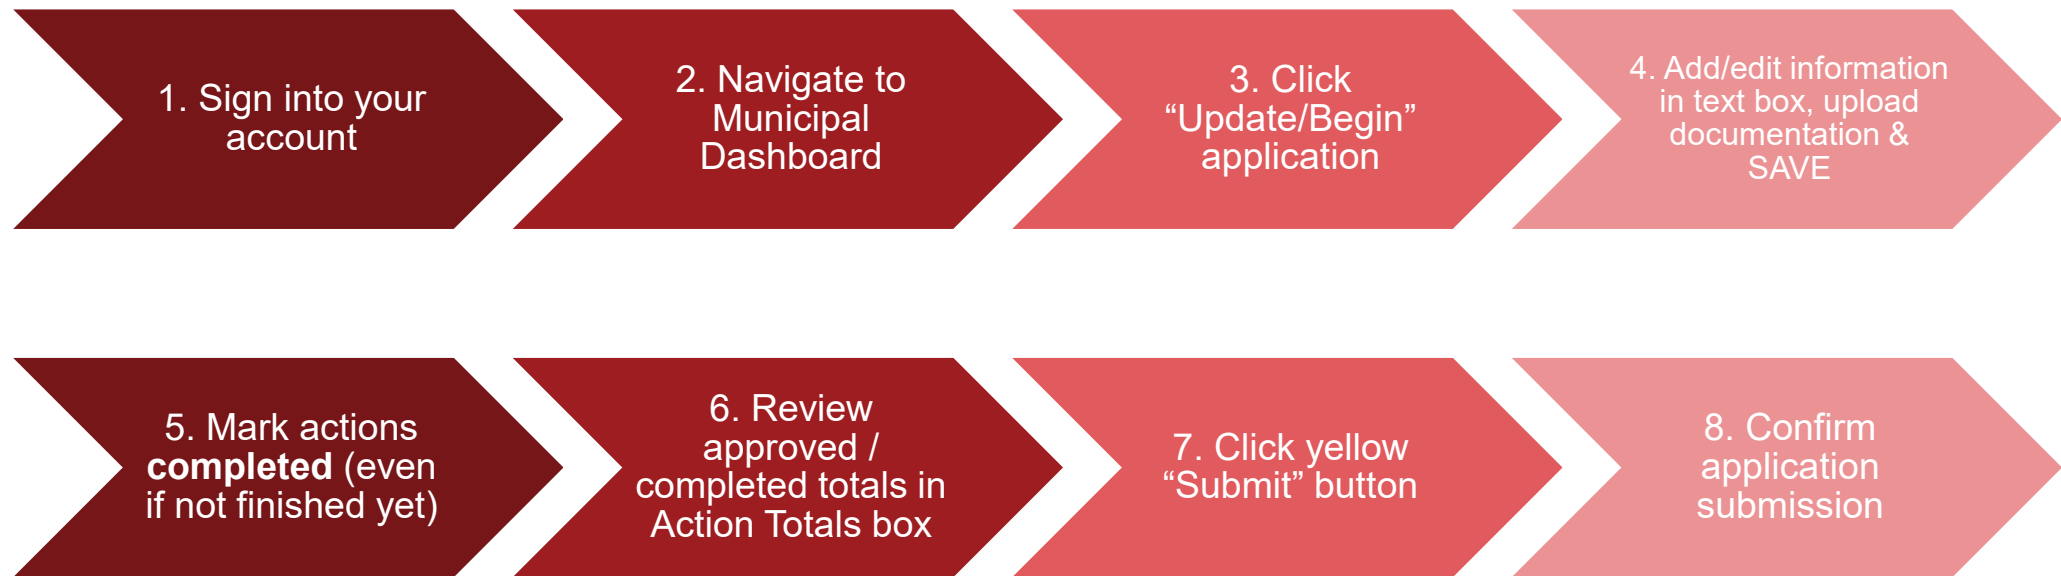 1. Sign into your
account
2. Navigate to
Municipal
Dashboard
3. Click
“Update/Begin”
application
4. Add/edit information
in text box, upload
documentation &
SAVE
5. Mark actions
completed (even
if not finished yet)
6. Review
approved /
completed totals in
Action Totals box
7. Click yellow
“Submit” button
8. Confirm
application
submission